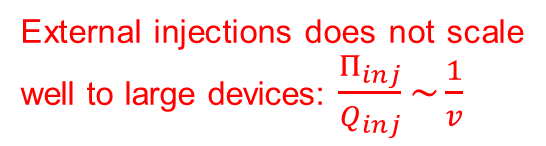 External injections does not scale
well to large devices: Π_inj / Q_inj ~ 1 / v